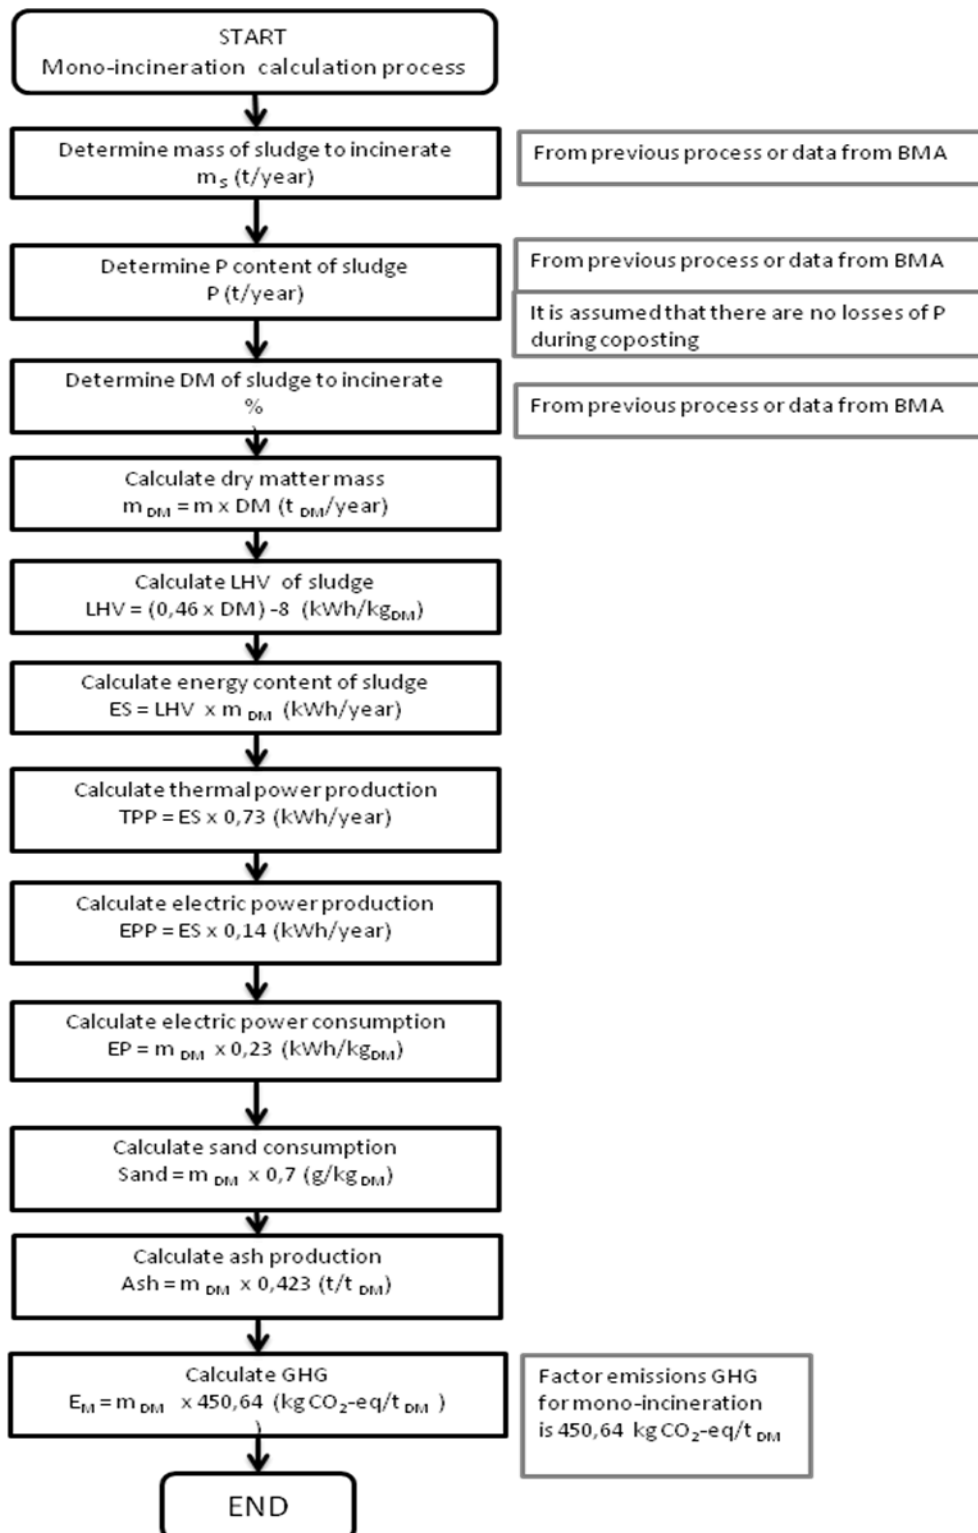 START
Mono-incineration calculation process
Determine mass of sludge to incinerate
m S (t/year)
From previous process or data from BMA
Determine P content of sludge
P (t/year)
From previous process or data from BMA
It is assumed that there are no losses of P
during coposting
Determine DM of sludge to incinerate
%
)
From previous process or data from BMA
Calculate dry matter mass
m DM = m x DM (t DM/year)
Calculate LHV of sludge
LHV = (0,46 x DM) -8 (kWh/kgDM)
Calculate energy content of sludge
ES = LHV x m DM (kWh/year)
Calculate thermal power production
TPP = ES x 0,73 (kWh/year)
Calculate electric power production
EPP = ES x 0,14 (kWh/year)
Calculate electric power consumption
EP = m DM x 0,23 (kWh/kgDM)
Calculate sand consumption
Sand = m DM x 0,7 (g/kg DM)
Calculate ash production
Ash = m DM x 0,423 (t/t DM)
Calculate GHG
EM = m DM x 450,64 (kg CO2-eq/t DM )
)
Factor emissions GHG
for mono-incineration
is 450,64 kg CO2-eq/t DM
END